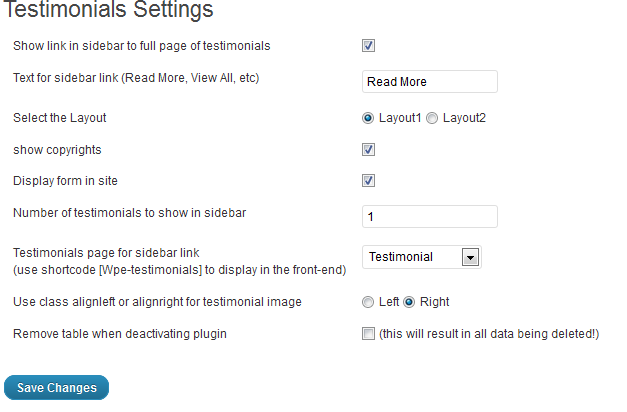 Testimonials Settings
Show link in sidebar to full page of testimonials
Text for sidebar link (Read More, View All, etc) Read More
Select the Layout Layout1 Layout2
show copyrights
Display form in site
Number of testimonials to show in sidebar 1
Testimonials page for sidebar link Testimonial
(use shortcode [Wpe-testimonials] to display in the front-end)
Use class alignleft or alignright for testimonial image Left Right
Remove table when deactivating plugin (this will result in all data being deleted!)
Save Changes